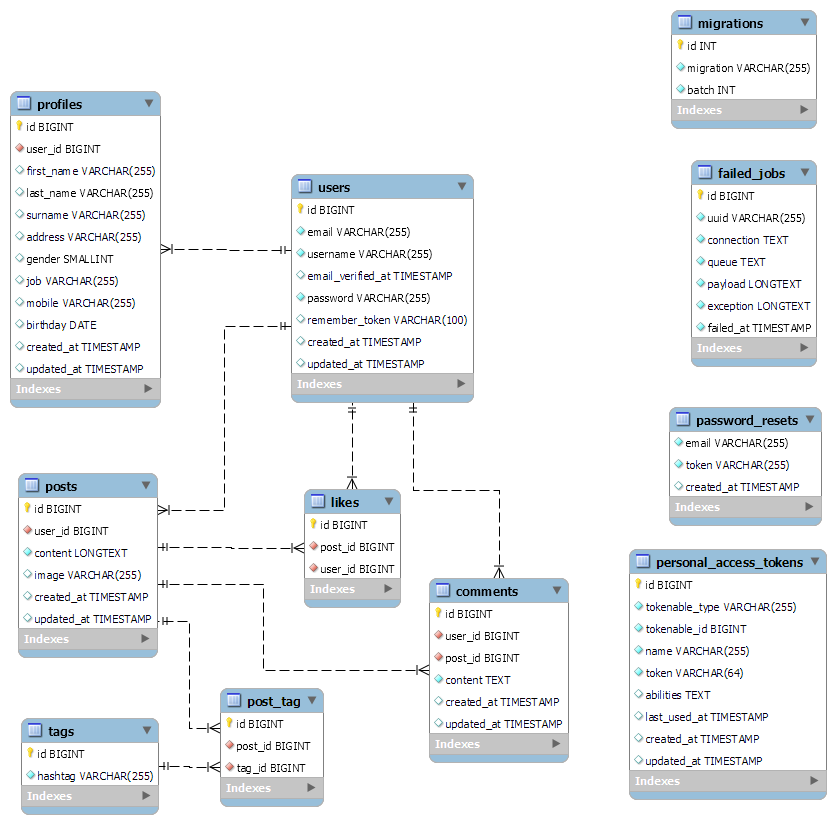 migrations
id INT
migration VARCHAR(255)
batch INT
Indexes
profiles
id BIGINT
user_id BIGINT
first_name VARCHAR(255)
last_name VARCHAR(255)
surname VARCHAR(255)
address VARCHAR(255)
gender SMALLINT
job VARCHAR(255)
mobile VARCHAR(255)
birthday DATE
created_at TIMESTAMP
updated_at TIMESTAMP
Indexes
users
id BIGINT
email VARCHAR(255)
username VARCHAR(255)
email_verified_at TIMESTAMP
password VARCHAR(255)
remember_token VARCHAR(100)
created_at TIMESTAMP
updated_at TIMESTAMP
Indexes
failed_jobs
id BIGINT
uuid VARCHAR(255)
connection TEXT
queue TEXT
payload LONGTEXT
exception LONGTEXT
failed_at TIMESTAMP
Indexes
password_resets
email VARCHAR(255)
token VARCHAR(255)
created_at TIMESTAMP
Indexes
posts
id BIGINT
user_id BIGINT
content LONGTEXT
image VARCHAR(255)
created_at TIMESTAMP
updated_at TIMESTAMP
Indexes
likes
id BIGINT
post_id BIGINT
user_id BIGINT
Indexes
comments
id BIGINT
user_id BIGINT
post_id BIGINT
content TEXT
created_at TIMESTAMP
updated_at TIMESTAMP
Indexes
personal_access_tokens
id BIGINT
tokenable_type VARCHAR(255)
tokenable_id BIGINT
name VARCHAR(255)
token VARCHAR(64)
abilities TEXT
last_used_at TIMESTAMP
created_at TIMESTAMP
updated_at TIMESTAMP
Indexes
post_tag
id BIGINT
post_id BIGINT
tag_id BIGINT
Indexes
tags
id BIGINT
hashtag VARCHAR(255)
Indexes